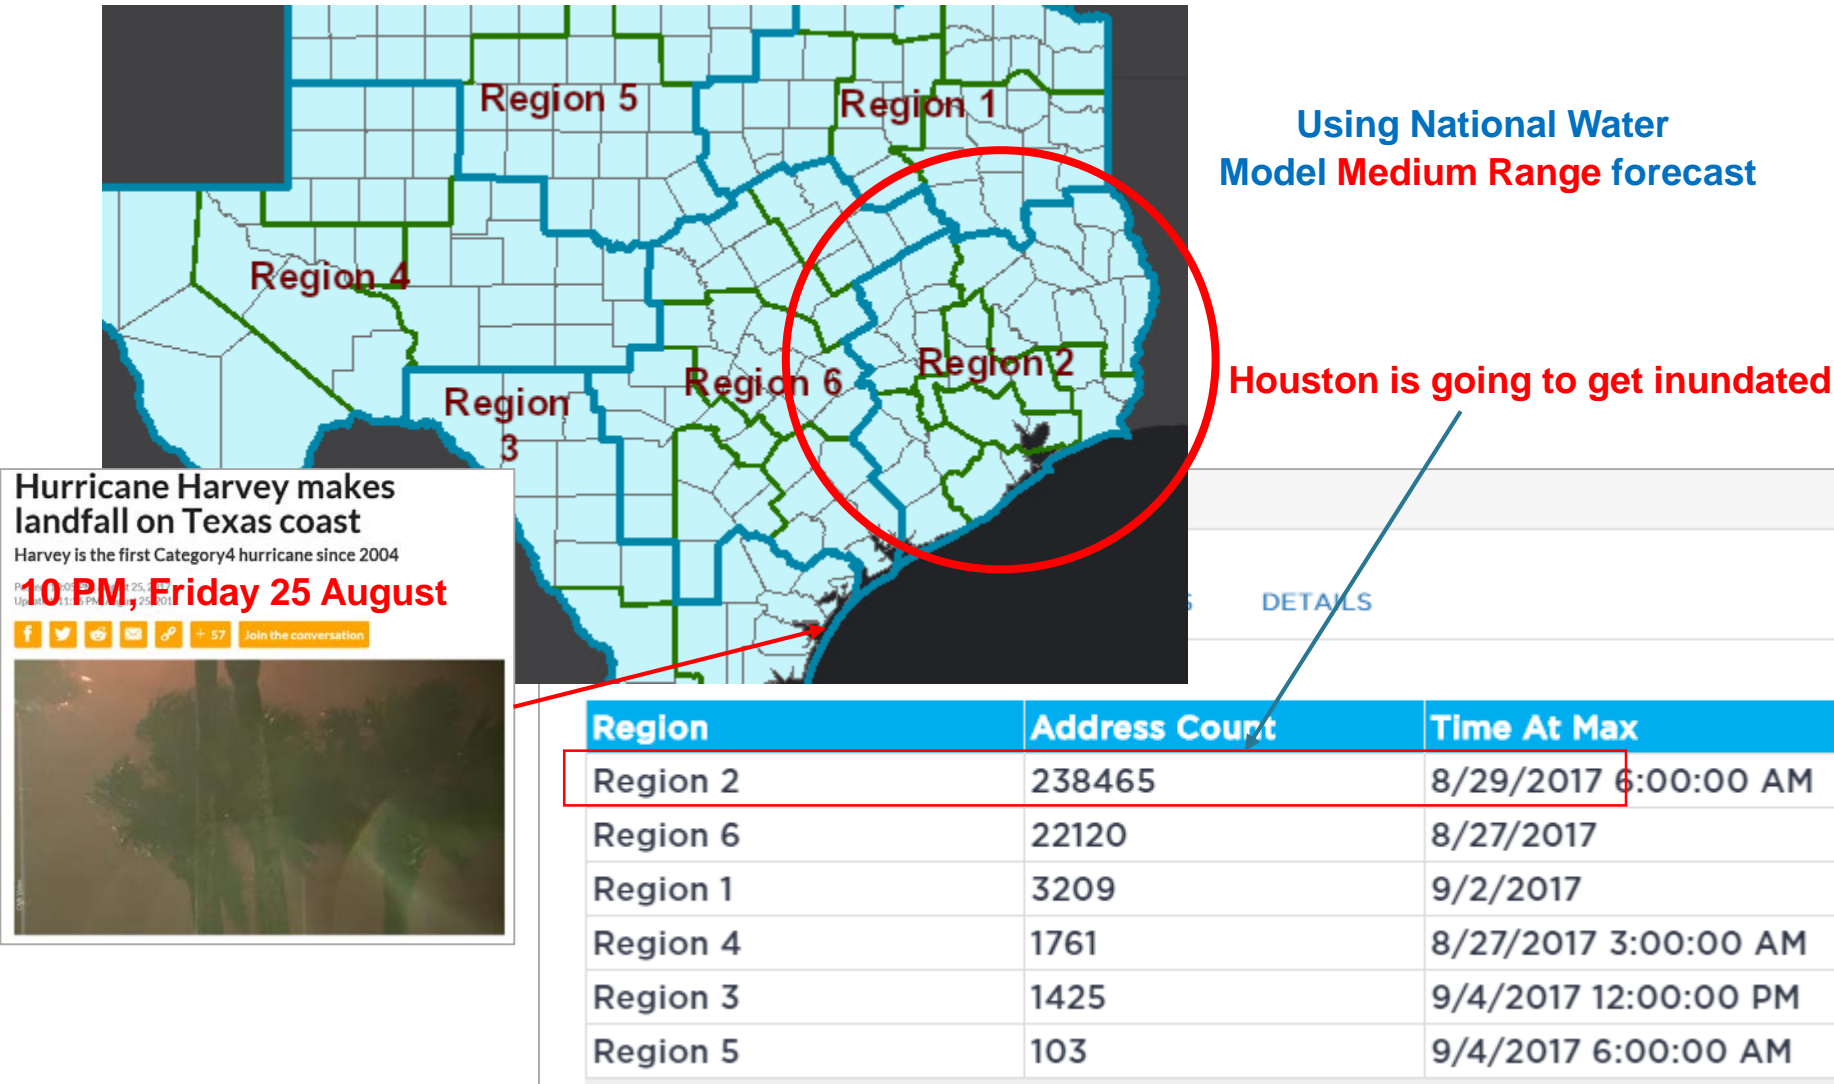 Region 5
Region 1
Region 4
Region 2
Region 6
Region
3
Using National Water
Model Medium Range forecast
Houston is going to get inundated
Hurricane Harvey makes
landfall on Texas coast
Harvey is the first Category4 hurricane since 2004
10 PM, Friday 25 August
+ 57
Join the conversation
DETAILS
Region Address Count Time At Max
Region 2 238465 8/29/2017 6:00:00 AM
Region 6 22120 8/27/2017
Region 1 3209 9/2/2017
Region 4 1761 8/27/2017 3:00:00 AM
Region 3 1425 9/4/2017 12:00:00 PM
Region 5 103 9/4/2017 6:00:00 AM